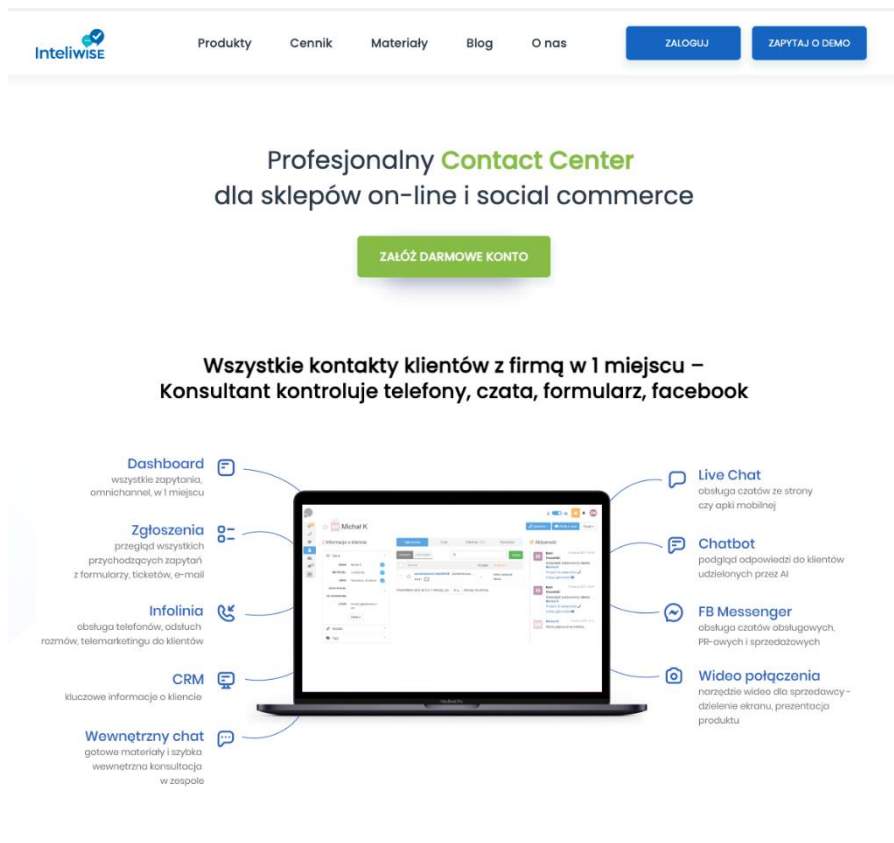 Inteliwise
Produkty
Cennik
Materiały
Blog
O nas
ZALOGUJ
ZAPYTAJ O DEMO
Profesjonalny Contact Center
dla sklepów on-line i social commerce
ZAŁÓŻ DARMOWE KONTO
Wszystkie kontakty klientów z firmą w 1 miejscu –
Konsultant kontroluje telefony, czata, formularz, facebook
Dashboard
wszystkie zapytania,
omnichannel, w 1 miejscu
Zgłoszenia
przegląd wszystkich
przychodzących zapytań
z formularzy, ticketów, e-mail
Infolinia
obsługa telefonów, odsłuch
rozmów, telemarketingu do klientów
CRM
kluczowe informacje o kliencie
Wewnętrzny chat
gotowe materiały i szybka
wewnętrzna konsultacja
w zespole
Michał K
Informacje o kliencie
Aktywność
MacBook Pro
Live Chat
obsługa czatów ze strony
czy apki mobilnej
Chatbot
podgląd odpowiedzi do klientów
udzielonych przez AI
FB Messenger
obsługa czatów obsługowych,
PR-owych i sprzedażowych
Wideo połączenia
narzędzie wideo dla sprzedawcy -
dzielenie ekranu, prezentacja
produktu